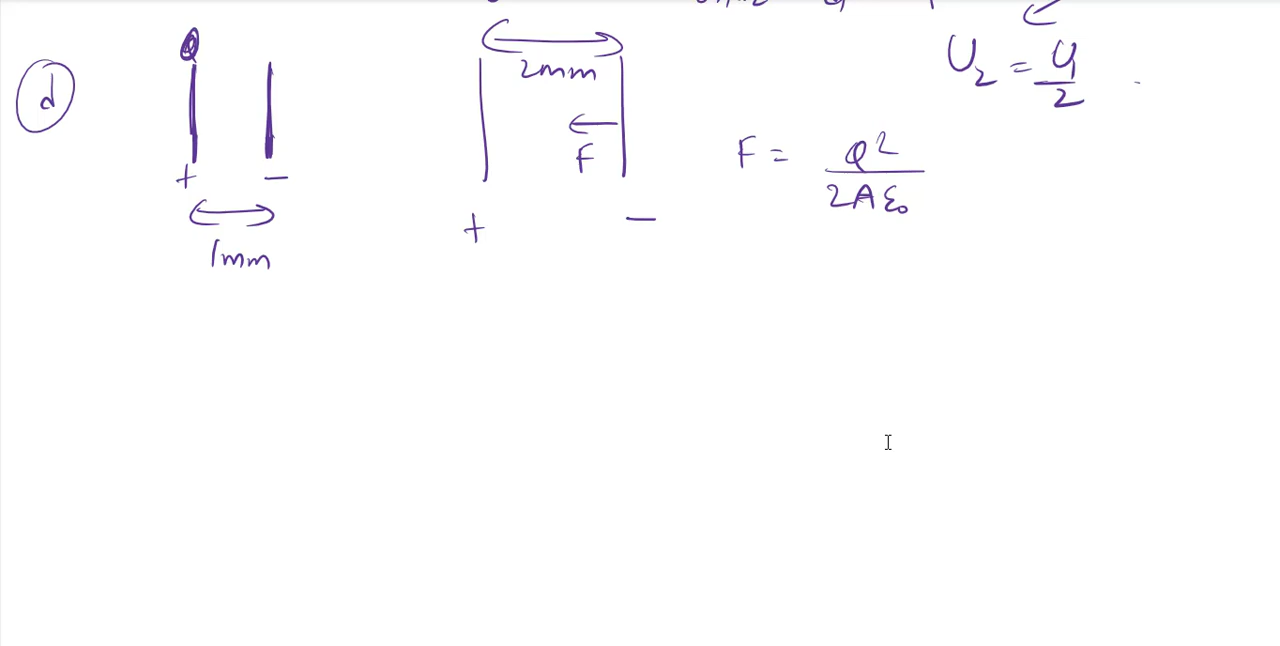 U₂ = U₁/2
d
2mm
F
F = Q²/2Aε₀
+ −
+ −
1mm